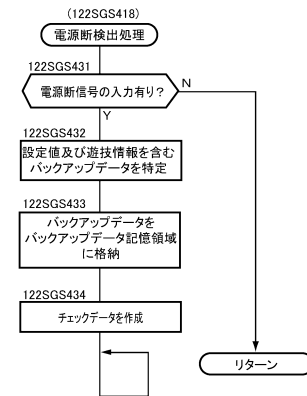 (122SGS418)
電源断検出処理
122SGS431
電源断信号の入力有り？
N
Y
122SGS432
設定値及び遊技情報を含む
バックアップデータを特定
122SGS433
バックアップデータを
バックアップデータ記憶領域
に格納
122SGS434
チェックデータを作成
リターン